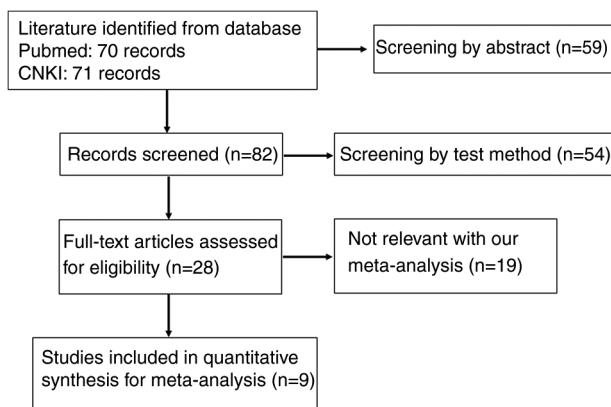 Literature identified from database
Pubmed: 70 records
CNKI: 71 records
Screening by abstract (n=59)
Records screened (n=82)
Screening by test method (n=54)
Full-text articles assessed
for eligibility (n=28)
Not relevant with our
meta-analysis (n=19)
Studies included in quantitative
synthesis for meta-analysis (n=9)